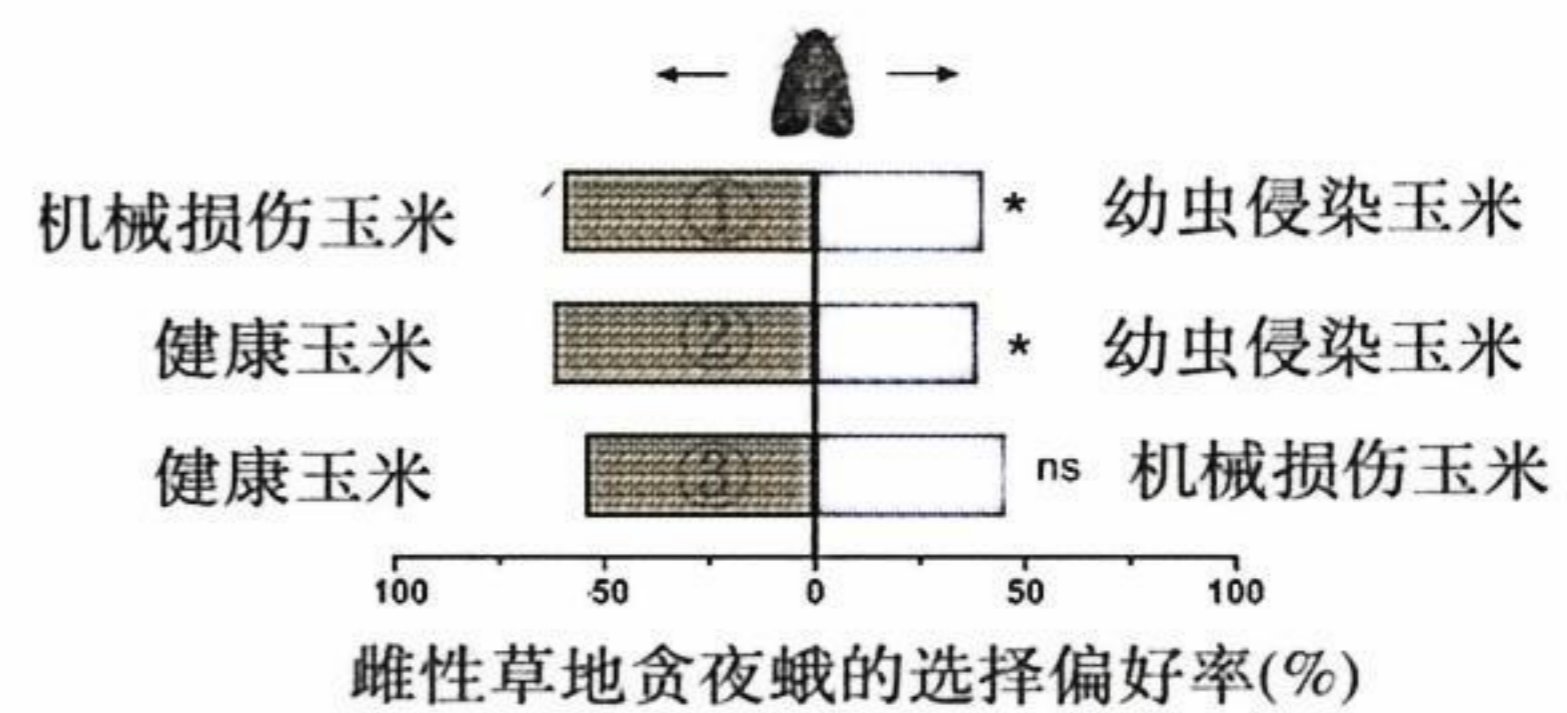 机械损伤玉米 ① * 幼虫侵染玉米
健康玉米 ② * 幼虫侵染玉米
健康玉米 ③ ns 机械损伤玉米
100 50 0 50 100
雌性草地贪夜蛾的选择偏好率(%)